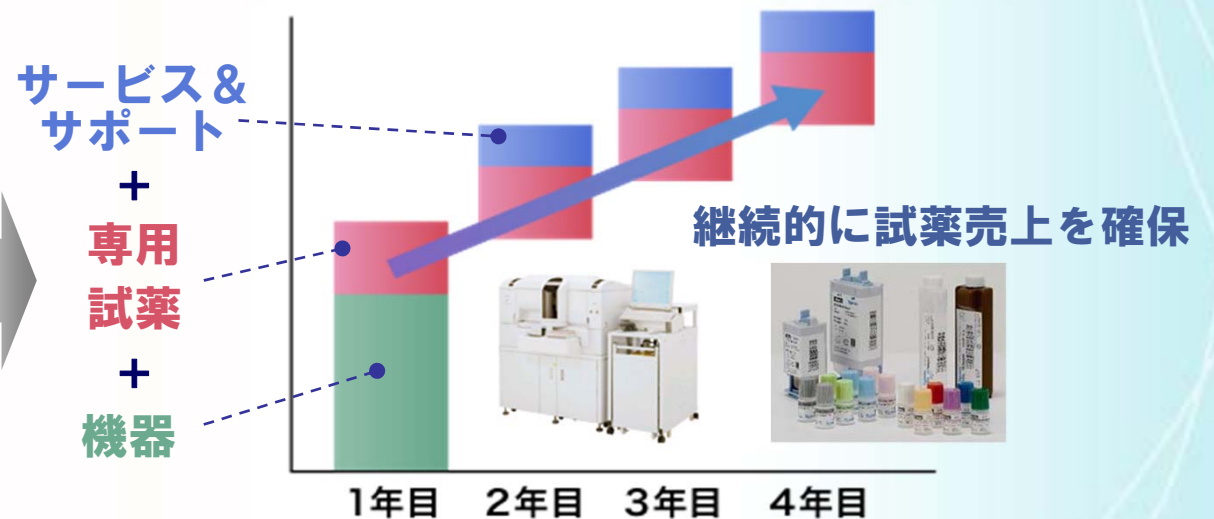 サービス＆
サポート
＋
専用
試薬
＋
機器
継続的に試薬売上を確保
1年目
2年目
3年目
4年目